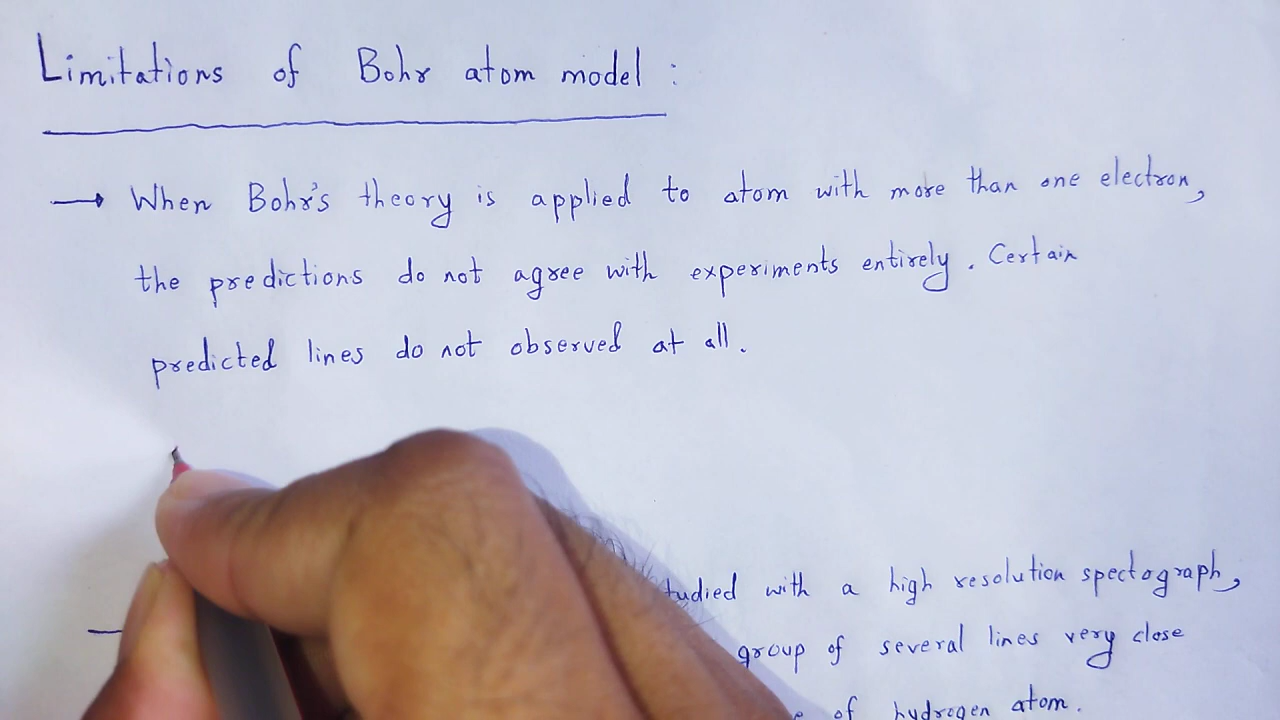 Limitations of Bohr atom model :
→ When Bohr's theory is applied to atom with more than one electron,
the predictions do not agree with experiments entirely. Certain
predicted lines do not observed at all.
with a high resolution spectograph,
group of several lines very close
of hydrogen atom.